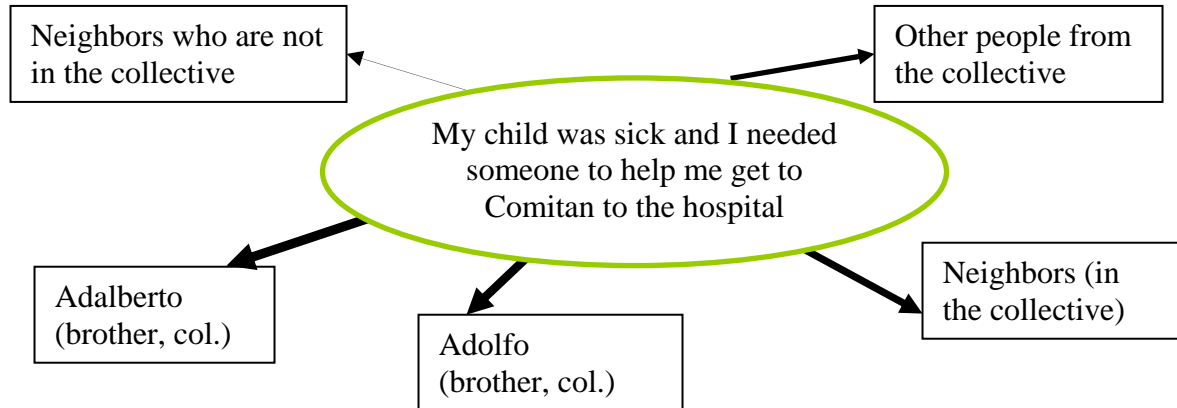 Neighbors who are not
in the collective
Other people from
the collective
My child was sick and I needed
someone to help me get to
Comitan to the hospital
Adalberto
(brother, col.)
Adolfo
(brother, col.)
Neighbors (in
the collective)